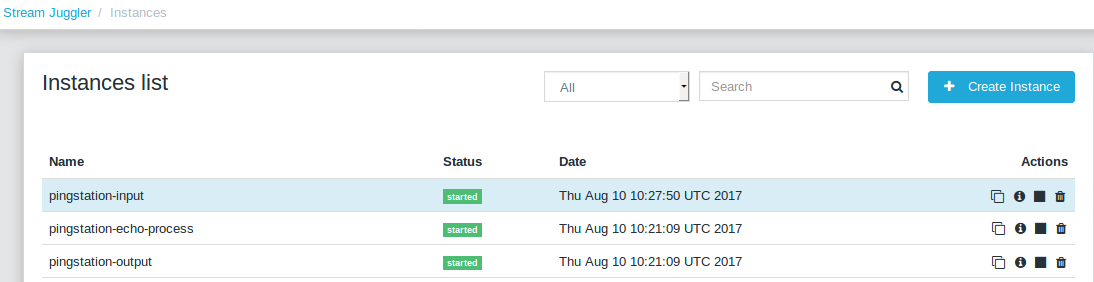 Stream Juggler / Instances
Instances list
All
Search
Create Instance
Name Status Date Actions
pingstation-input started Thu Aug 10 10:27:50 UTC 2017
pingstation-echo-process started Thu Aug 10 10:21:09 UTC 2017
pingstation-output started Thu Aug 10 10:21:09 UTC 2017